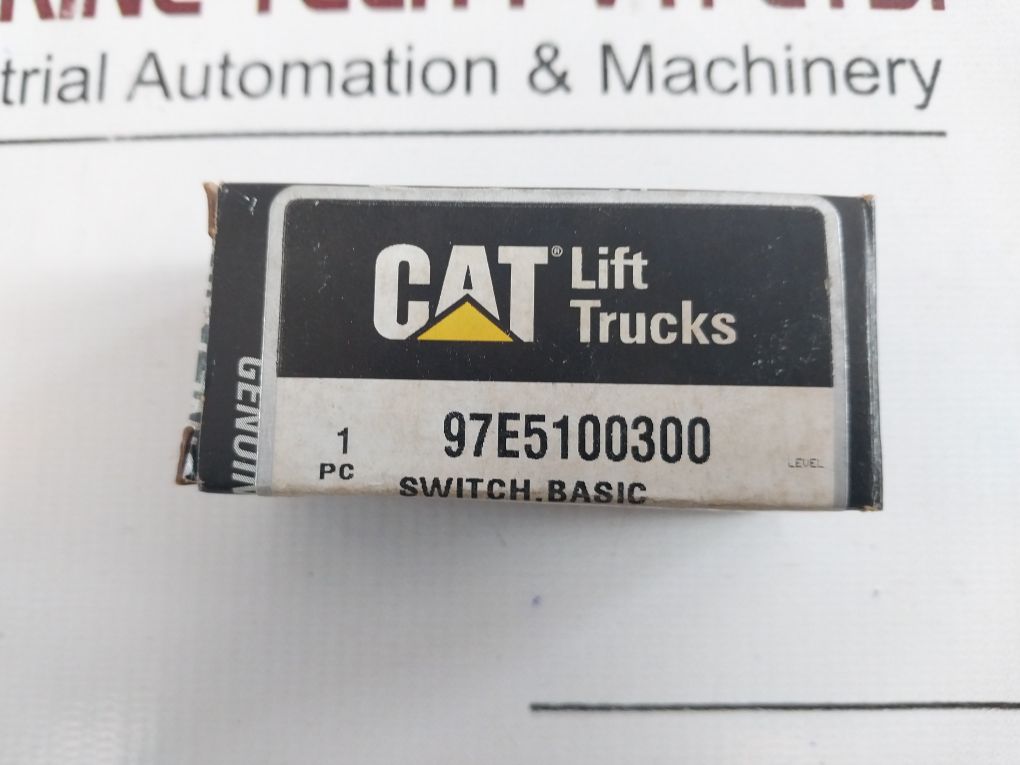 trial Automation & Machinery
CAT® Lift
Trucks
1 97E5100300
PC
LEVEL
SWITCH.BASIC
GENUIN